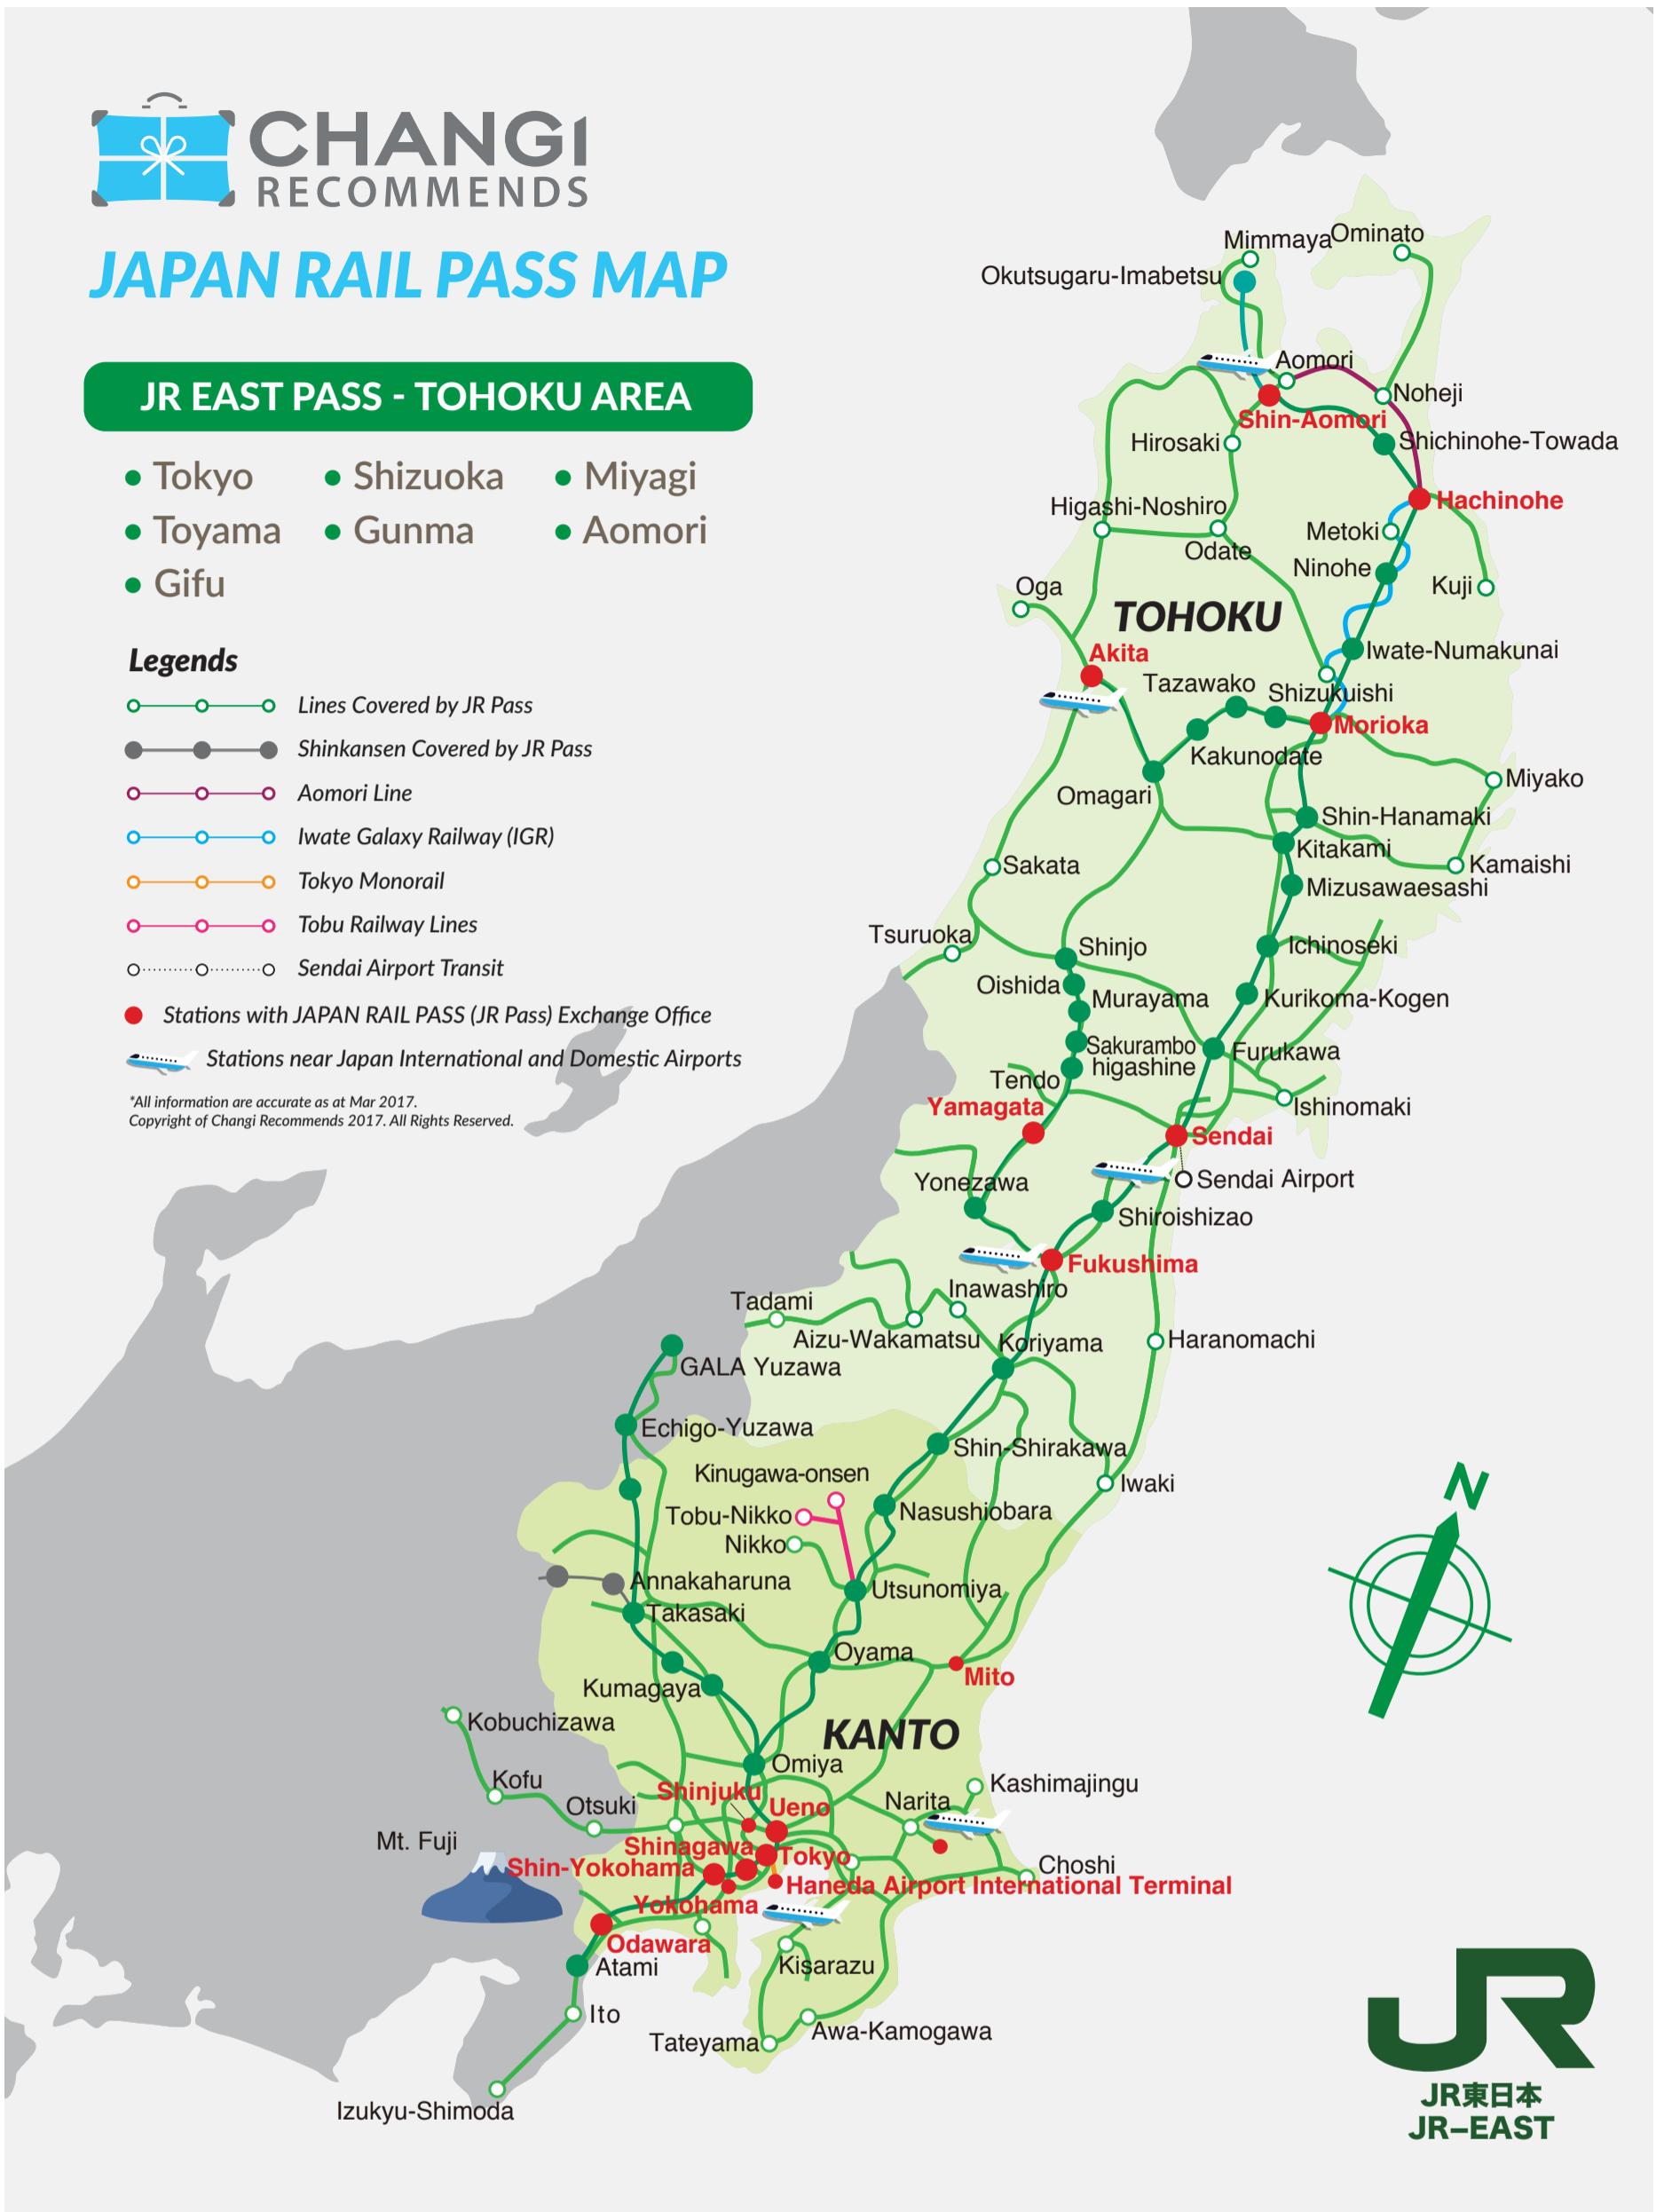 CHANGI
RECOMMENDS
JAPAN RAIL PASS MAP
JR EAST PASS - TOHOKU AREA
Tokyo
Shizuoka
Miyagi
Toyama
Gunma
Aomori
Gifu
Legends
Lines Covered by JR Pass
Shinkansen Covered by JR Pass
Aomori Line
Iwate Galaxy Railway (IGR)
Tokyo Monorail
Tobu Railway Lines
Sendai Airport Transit
Stations with JAPAN RAIL PASS (JR Pass) Exchange Office
Stations near Japan International and Domestic Airports
*All information are accurate as at Mar 2017.
Copyright of Changi Recommends 2017. All Rights Reserved.
Mimmaya
Ominato
Okutsugaru-Imabetsu
Aomori
Noheji
Shin-Aomori
Hirosaki
Shichinohe-Towada
Higashi-Noshiro
Hachinohe
Metoki
Odate
Ninohe
Kuji
Oga
TOHOKU
Iwate-Numakunai
Akita
Tazawako
Shizukuishi
Morioka
Kakunodate
Miyako
Omagari
Shin-Hanamaki
Kitakami
Sakata
Kamaishi
Mizusawaesashi
Tsuruoka
Shinjo
Ichinoseki
Oishida
Murayama
Kurikoma-Kogen
Sakurambo
higashine
Furukawa
Tendo
Yamagata
Ishinomaki
Sendai
Yonezawa
Sendai Airport
Shiroishizao
Fukushima
Inawashiro
Tadami
Aizu-Wakamatsu
Koriyama
Haranomachi
GALA Yuzawa
Echigo-Yuzawa
Shin-Shirakawa
Kinugawa-onsen
Iwaki
Tobu-Nikko
Nasushiobara
Nikko
Annakaharuna
Utsunomiya
Takasaki
Oyama
Mito
Kumagaya
Kobuchizawa
KANTO
Omiya
Kofu
Shinjuku
Kashimajingu
Otsuki
Ueno
Narita
Mt. Fuji
Shinagawa
Tokyo
Shin-Yokohama
Choshi
Haneda Airport International Terminal
Yokohama
Odawara
Atami
Kisarazu
Ito
Awa-Kamogawa
Tateyama
Izukyu-Shimoda
N
JR
JR東日本
JR-EAST